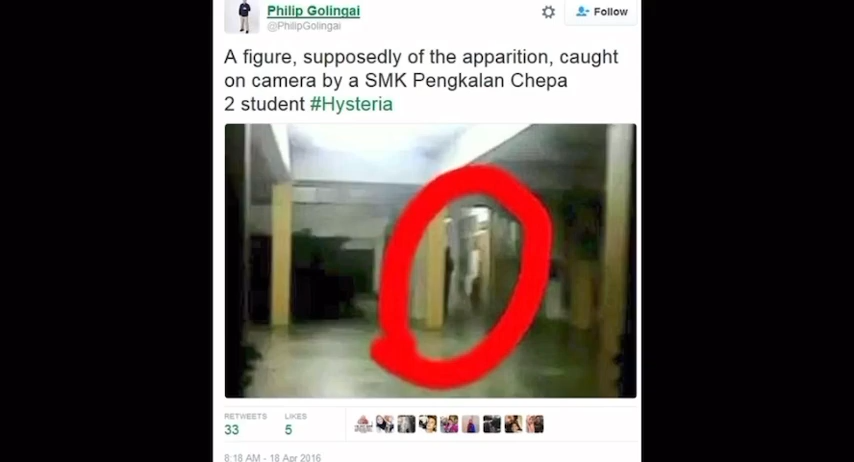 Philip Golingai
@PhilipGolingai
Follow
A figure, supposedly of the apparition, caught
on camera by a SMK Pengkalan Chepa
2 student #Hysteria
RETWEETS
LIKES
33
5
8:18 AM - 18 Apr 2016